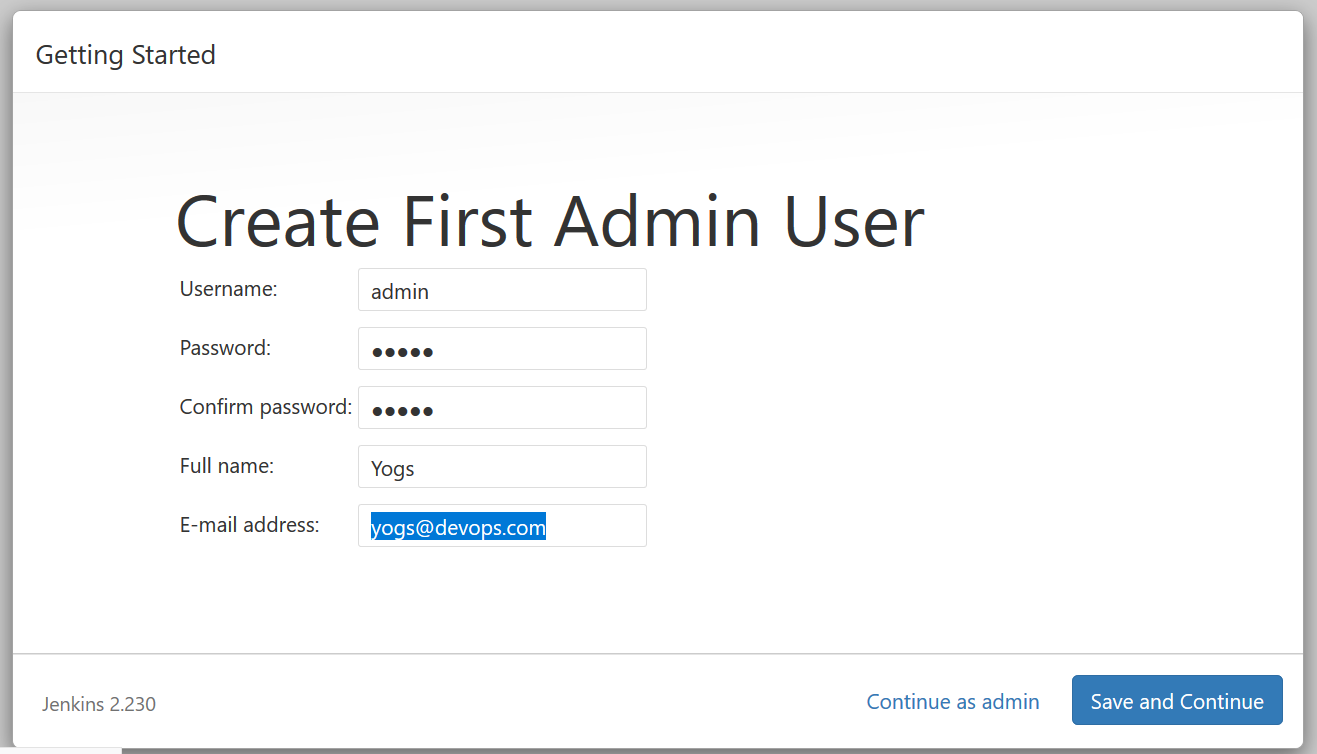 Getting Started
Create First Admin User
Username: admin
Password: •••••
Confirm password: •••••
Full name: Yogs
E-mail address: yogs@devops.com
Jenkins 2.230 Continue as admin Save and Continue